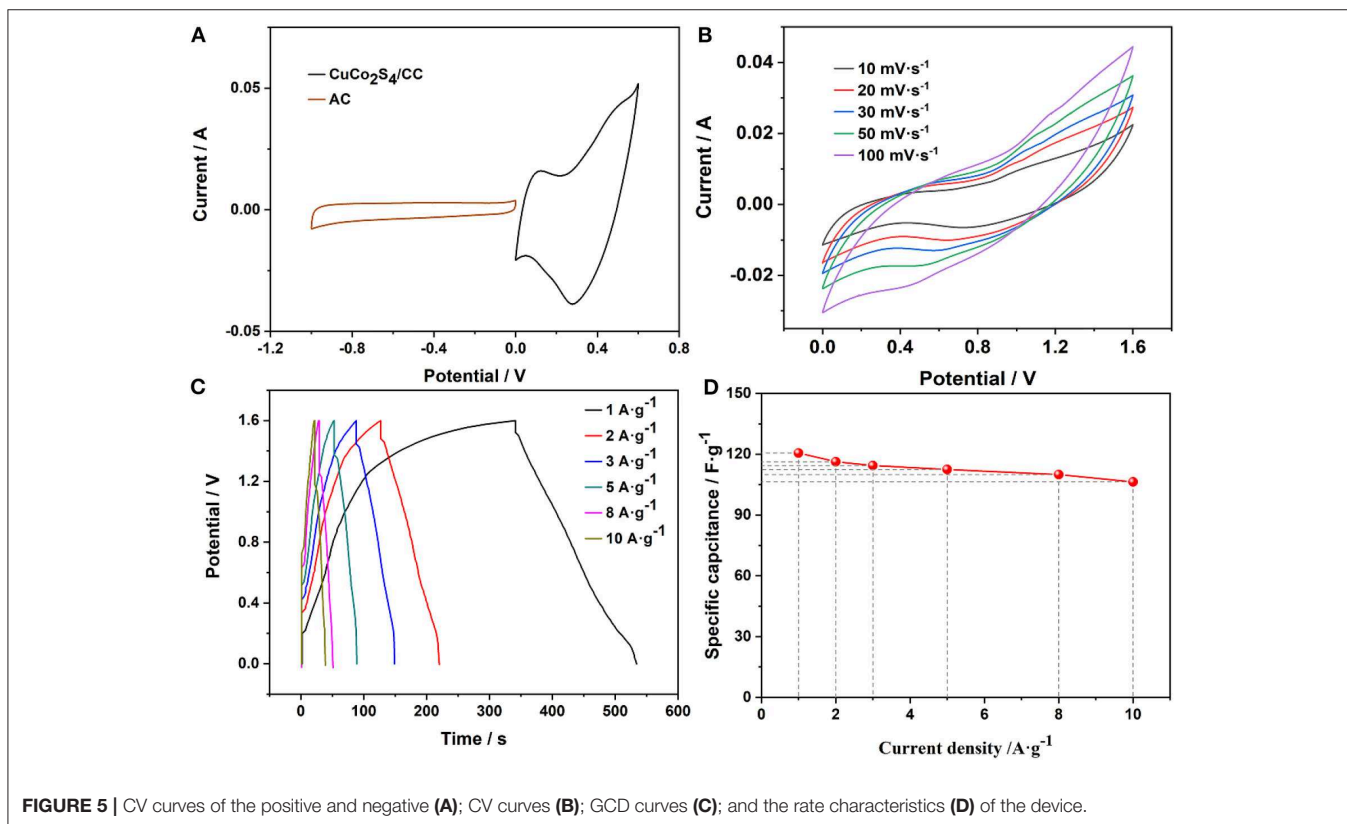 A
CuCo2S4/CC
AC
0.05
0.00
-0.05
-1.2 -0.8 -0.4 0.0 0.4 0.8
Current / A
Potential / V
B
10 mV·s-1
20 mV·s-1
30 mV·s-1
50 mV·s-1
100 mV·s-1
0.04
0.02
0.00
-0.02
0.0 0.4 0.8 1.2 1.6
Current / A
Potential / V
C
1 A·g-1
2 A·g-1
3 A·g-1
5 A·g-1
8 A·g-1
10 A·g-1
1.6
1.2
0.8
0.4
0.0
0 100 200 300 400 500 600
Potential / V
Time / s
D
150
120
90
60
30
0
0 2 4 6 8 10
Specific capcitance / F·g-1
Current density /A·g-1
FIGURE 5 | CV curves of the positive and negative (A); CV curves (B); GCD curves (C); and the rate characteristics (D) of the device.